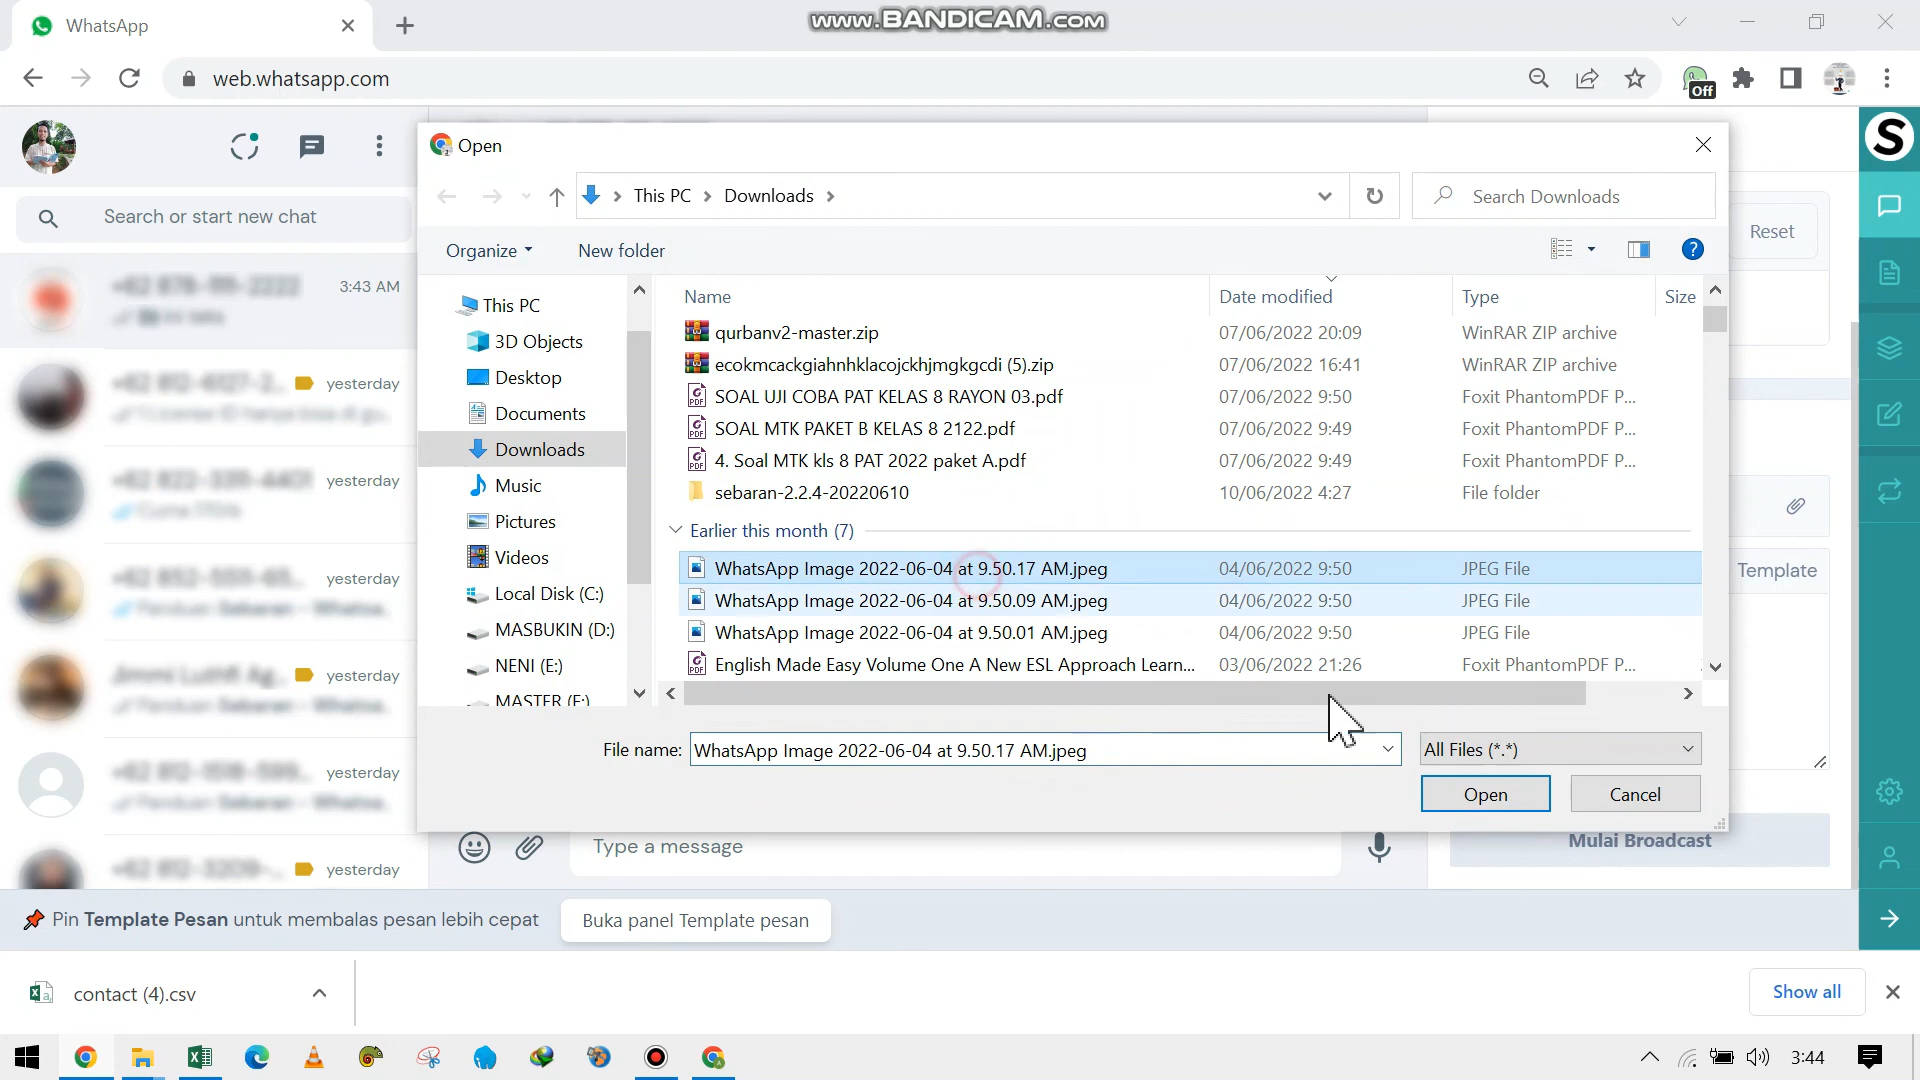 WhatsApp
www.BANDICAM.com
web.whatsapp.com
Off
Open
This PC
Downloads
Search Downloads
Organize
New folder
Search or start new chat
Reset
S
Name
Date modified
Type
Size
This PC
3D Objects
Desktop
Documents
Downloads
Music
Pictures
Videos
Local Disk (C:)
MASBUKIN (D:)
NENI (E:)
MASTER (F:)
qurbanv2-master.zip 07/06/2022 20:09 WinRAR ZIP archive
ecokmcackgiahnhklacojckhjmgkgcdi (5).zip 07/06/2022 16:41 WinRAR ZIP archive
SOAL UJI COBA PAT KELAS 8 RAYON 03.pdf 07/06/2022 9:50 Foxit PhantomPDF P...
SOAL MTK PAKET B KELAS 8 2122.pdf 07/06/2022 9:49 Foxit PhantomPDF P...
4. Soal MTK kls 8 PAT 2022 paket A.pdf 07/06/2022 9:49 Foxit PhantomPDF P...
sebaran-2.2.4-20220610 10/06/2022 4:27 File folder
Earlier this month (7)
WhatsApp Image 2022-06-04 at 9.50.17 AM.jpeg 04/06/2022 9:50 JPEG File
WhatsApp Image 2022-06-04 at 9.50.09 AM.jpeg 04/06/2022 9:50 JPEG File
WhatsApp Image 2022-06-04 at 9.50.01 AM.jpeg 04/06/2022 9:50 JPEG File
English Made Easy Volume One A New ESL Approach Learn... 03/06/2022 21:26 Foxit PhantomPDF P...
File name: WhatsApp Image 2022-06-04 at 9.50.17 AM.jpeg
All Files (*.*)
Open
Cancel
3:43 AM
yesterday
yesterday
yesterday
yesterday
yesterday
yesterday
Template
Type a message
Mulai Broadcast
Pin Template Pesan untuk membalas pesan lebih cepat
Buka panel Template pesan
contact (4).csv
Show all
3:44